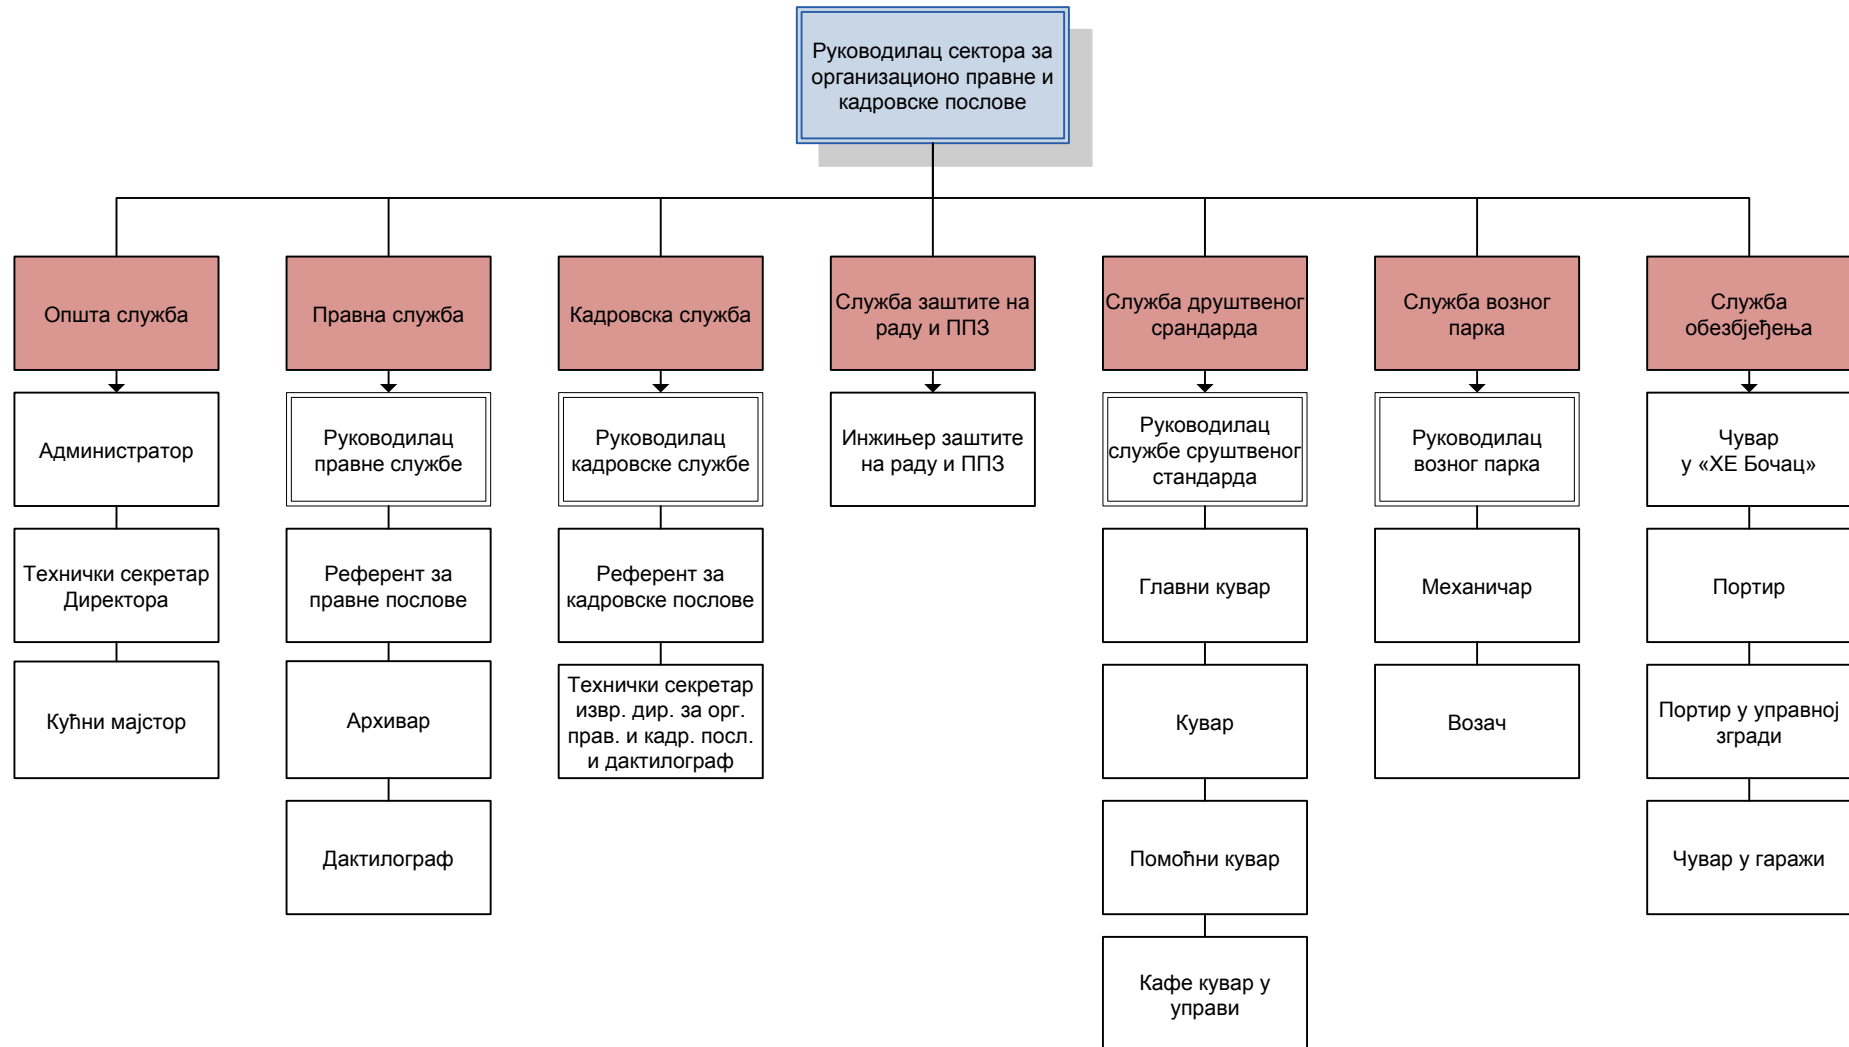 Руководилац сектора за
организационо правне и
кадровске послове
Општа служба
Правна служба
Кадровска служба
Служба заштите на
раду и ППЗ
Служба друштвеног
срандарда
Служба возног
парка
Служба
обезбјеђења
Администратор
Руководилац
правне службе
Руководилац
кадровске службе
Инжињер заштите
на раду и ППЗ
Руководилац
службе сруштвеног
стандарда
Руководилац
возног парка
Чувар
у «ХЕ Бочац»
Технички секретар
Директора
Референт за
правне послове
Референт за
кадровске послове
Главни кувар
Механичар
Портир
Кућни мајстор
Архивар
Технички секретар
извр. дир. за орг.
прав. и кадр. посл.
и дактилограф
Кувар
Возач
Портир у управној
згради
Дактилограф
Помоћни кувар
Чувар у гаражи
Кафе кувар у
управи